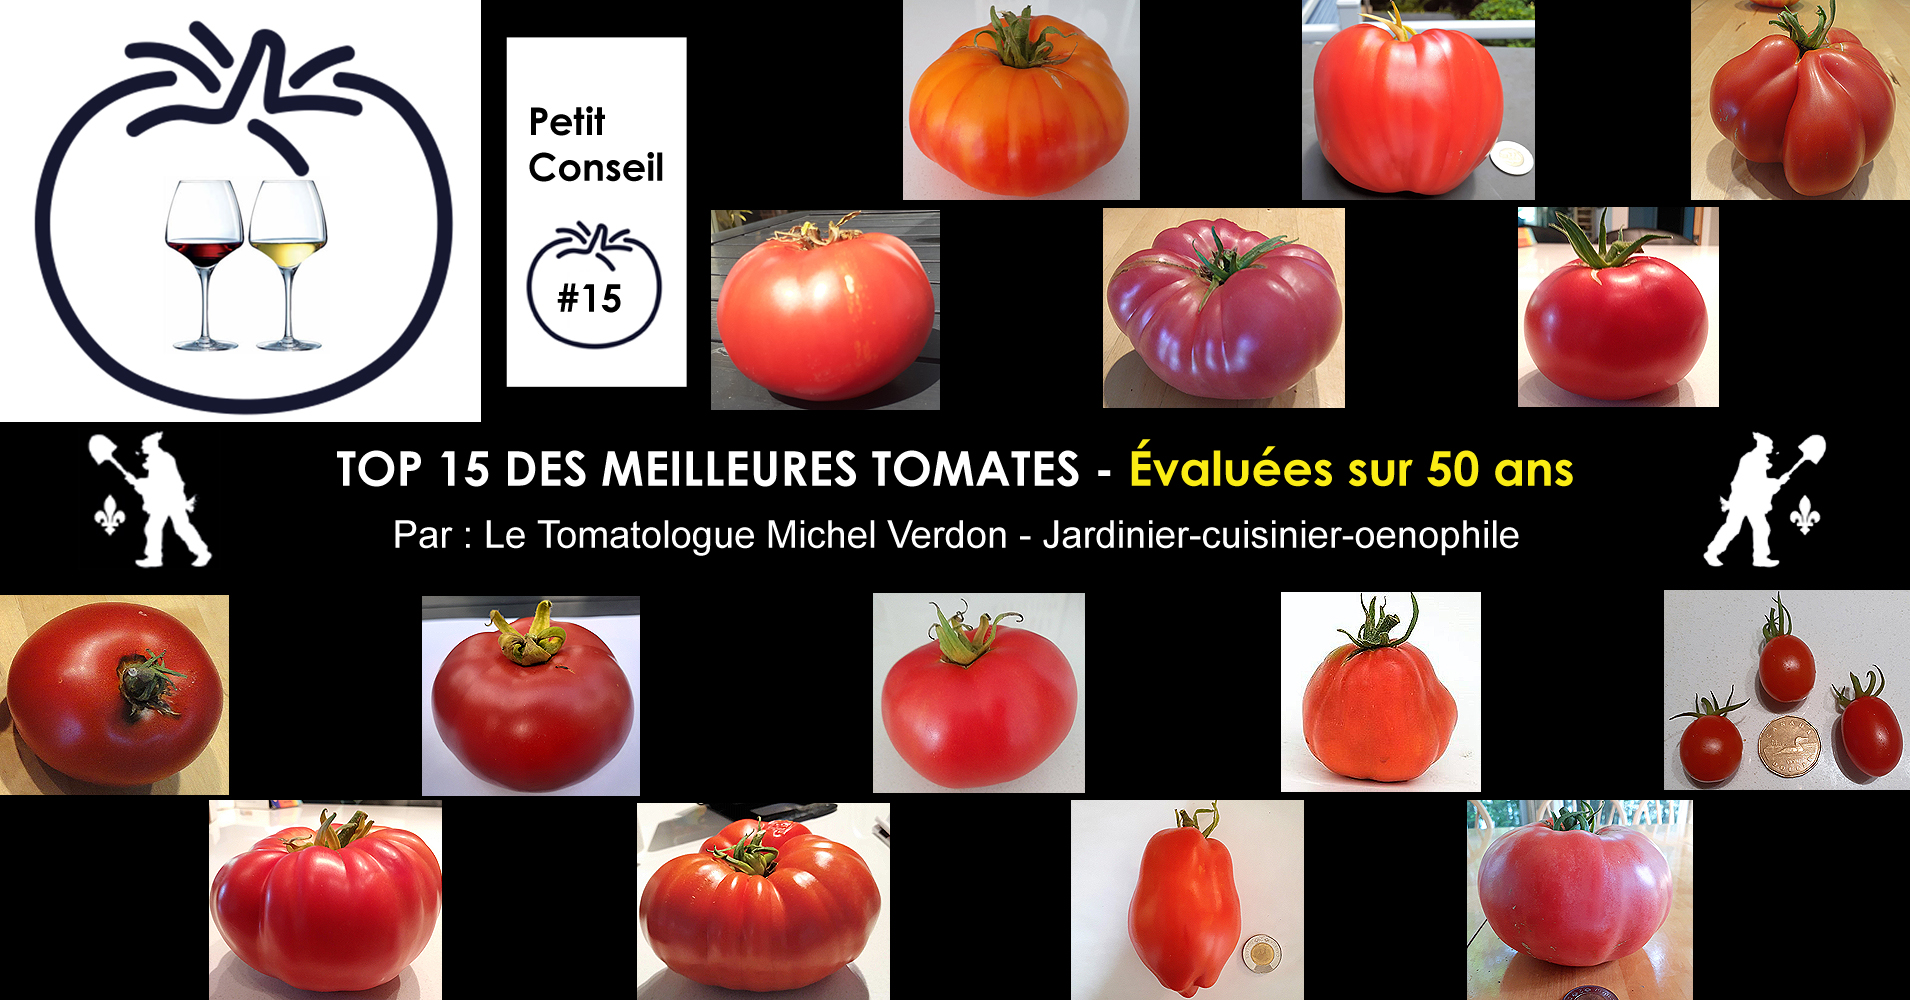 Petit
Conseil
#15
TOP 15 DES MEILLEURES TOMATES - Évaluées sur 50 ans
Par : Le Tomatologue Michel Verdon - Jardinier-cuisinier-oenophile